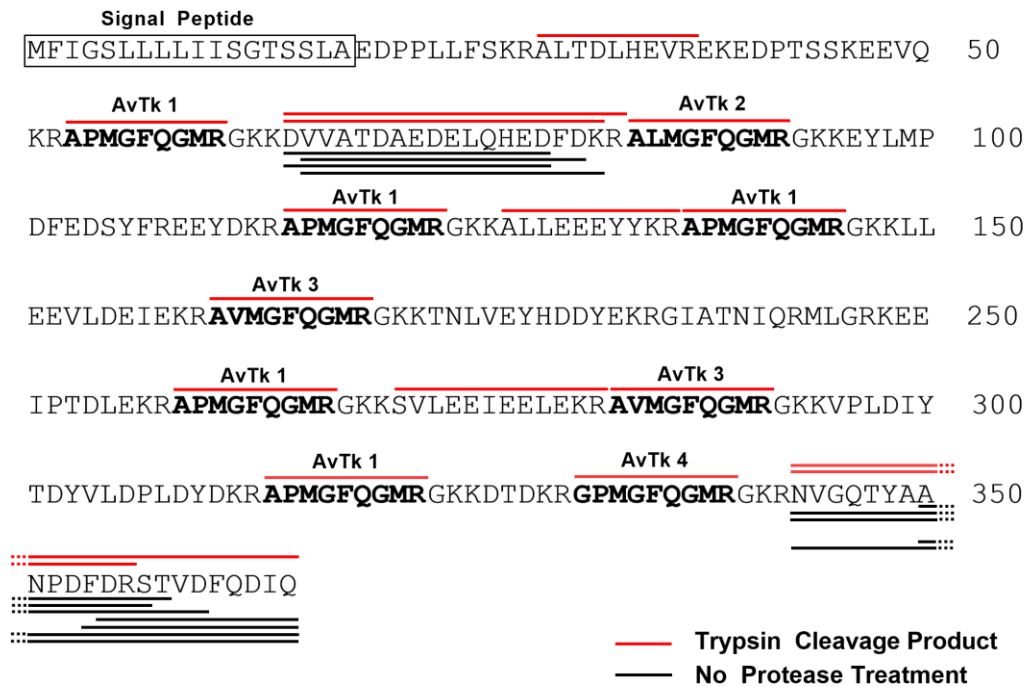 Signal Peptide
MFIGSLLLLIISGTSSLAEDPPLLFSKRALTDLHEVREKEDPTSSKEEVQ 50
AvTk 1 AvTk 2
KRAPMGFQGMRGKKDVVATDAEDELQHEDFDKRALMGFQGMRGKKEYLMP 100
AvTk 1 AvTk 1
DFEDSYFREEYDKRAPMGFQGMRGKKALLEEEYYKRAPMGFQGMRGKKLL 150
AvTk 3
EEVLDEIEKRAVMGFQGMRGKKTNLVEYHDDYEKRGIATNIQRMLGRKEE 250
AvTk 1 AvTk 3
IPTDLEKRAPMGFQGMRGKKSVLEEIEELEKRAVMGFQGMRGKKVPLDIY 300
AvTk 1 AvTk 4
TDYVLDPLDYDKRAPMGFQGMRGKKDTDKRGPMGFQGMRGKRNVGQTYAA 350
NPDFDRSTVDFQDIQ
Trypsin Cleavage Product
No Protease Treatment